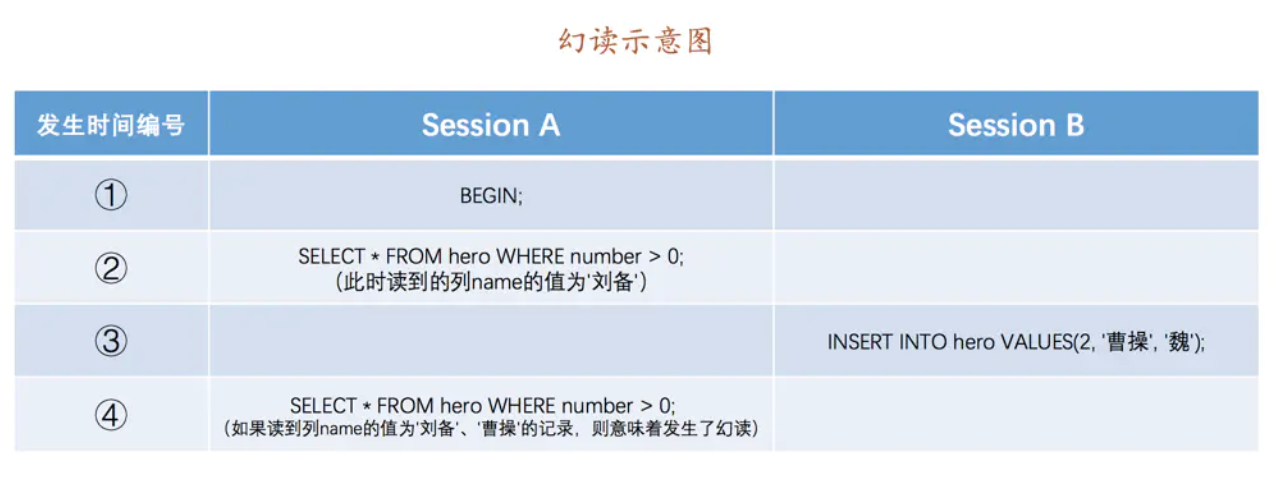 幻读示意图
发生时间编号 Session A Session B
① BEGIN;
② SELECT * FROM hero WHERE number > 0;
（此时读到的列name的值为'刘备'）
③ INSERT INTO hero VALUES(2, '曹操', '魏');
④ SELECT * FROM hero WHERE number > 0;
（如果读到列name的值为'刘备'、'曹操'的记录，则意味着发生了幻读）